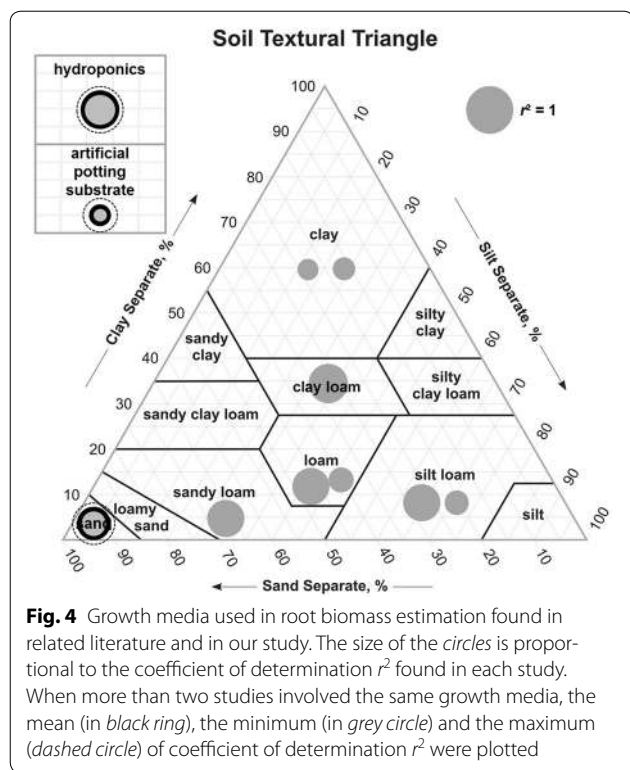 Soil Textural Triangle
hydroponics
artificial
potting
substrate
r² = 1
100
90
80
70
60
50
40
30
20
10
10
20
30
40
50
60
70
80
90
100
100
90
80
70
60
50
40
30
20
10
Clay Separate, %
Silt Separate, %
Sand Separate, %
clay
silty
clay
sandy
clay
clay loam
silty
clay loam
sandy clay loam
loam
silt loam
sandy loam
loamy
sand
sand
silt
Fig. 4 Growth media used in root biomass estimation found in
related literature and in our study. The size of the circles is propor-
tional to the coefficient of determination r² found in each study.
When more than two studies involved the same growth media, the
mean (in black ring), the minimum (in grey circle) and the maximum
(dashed circle) of coefficient of determination r² were plotted